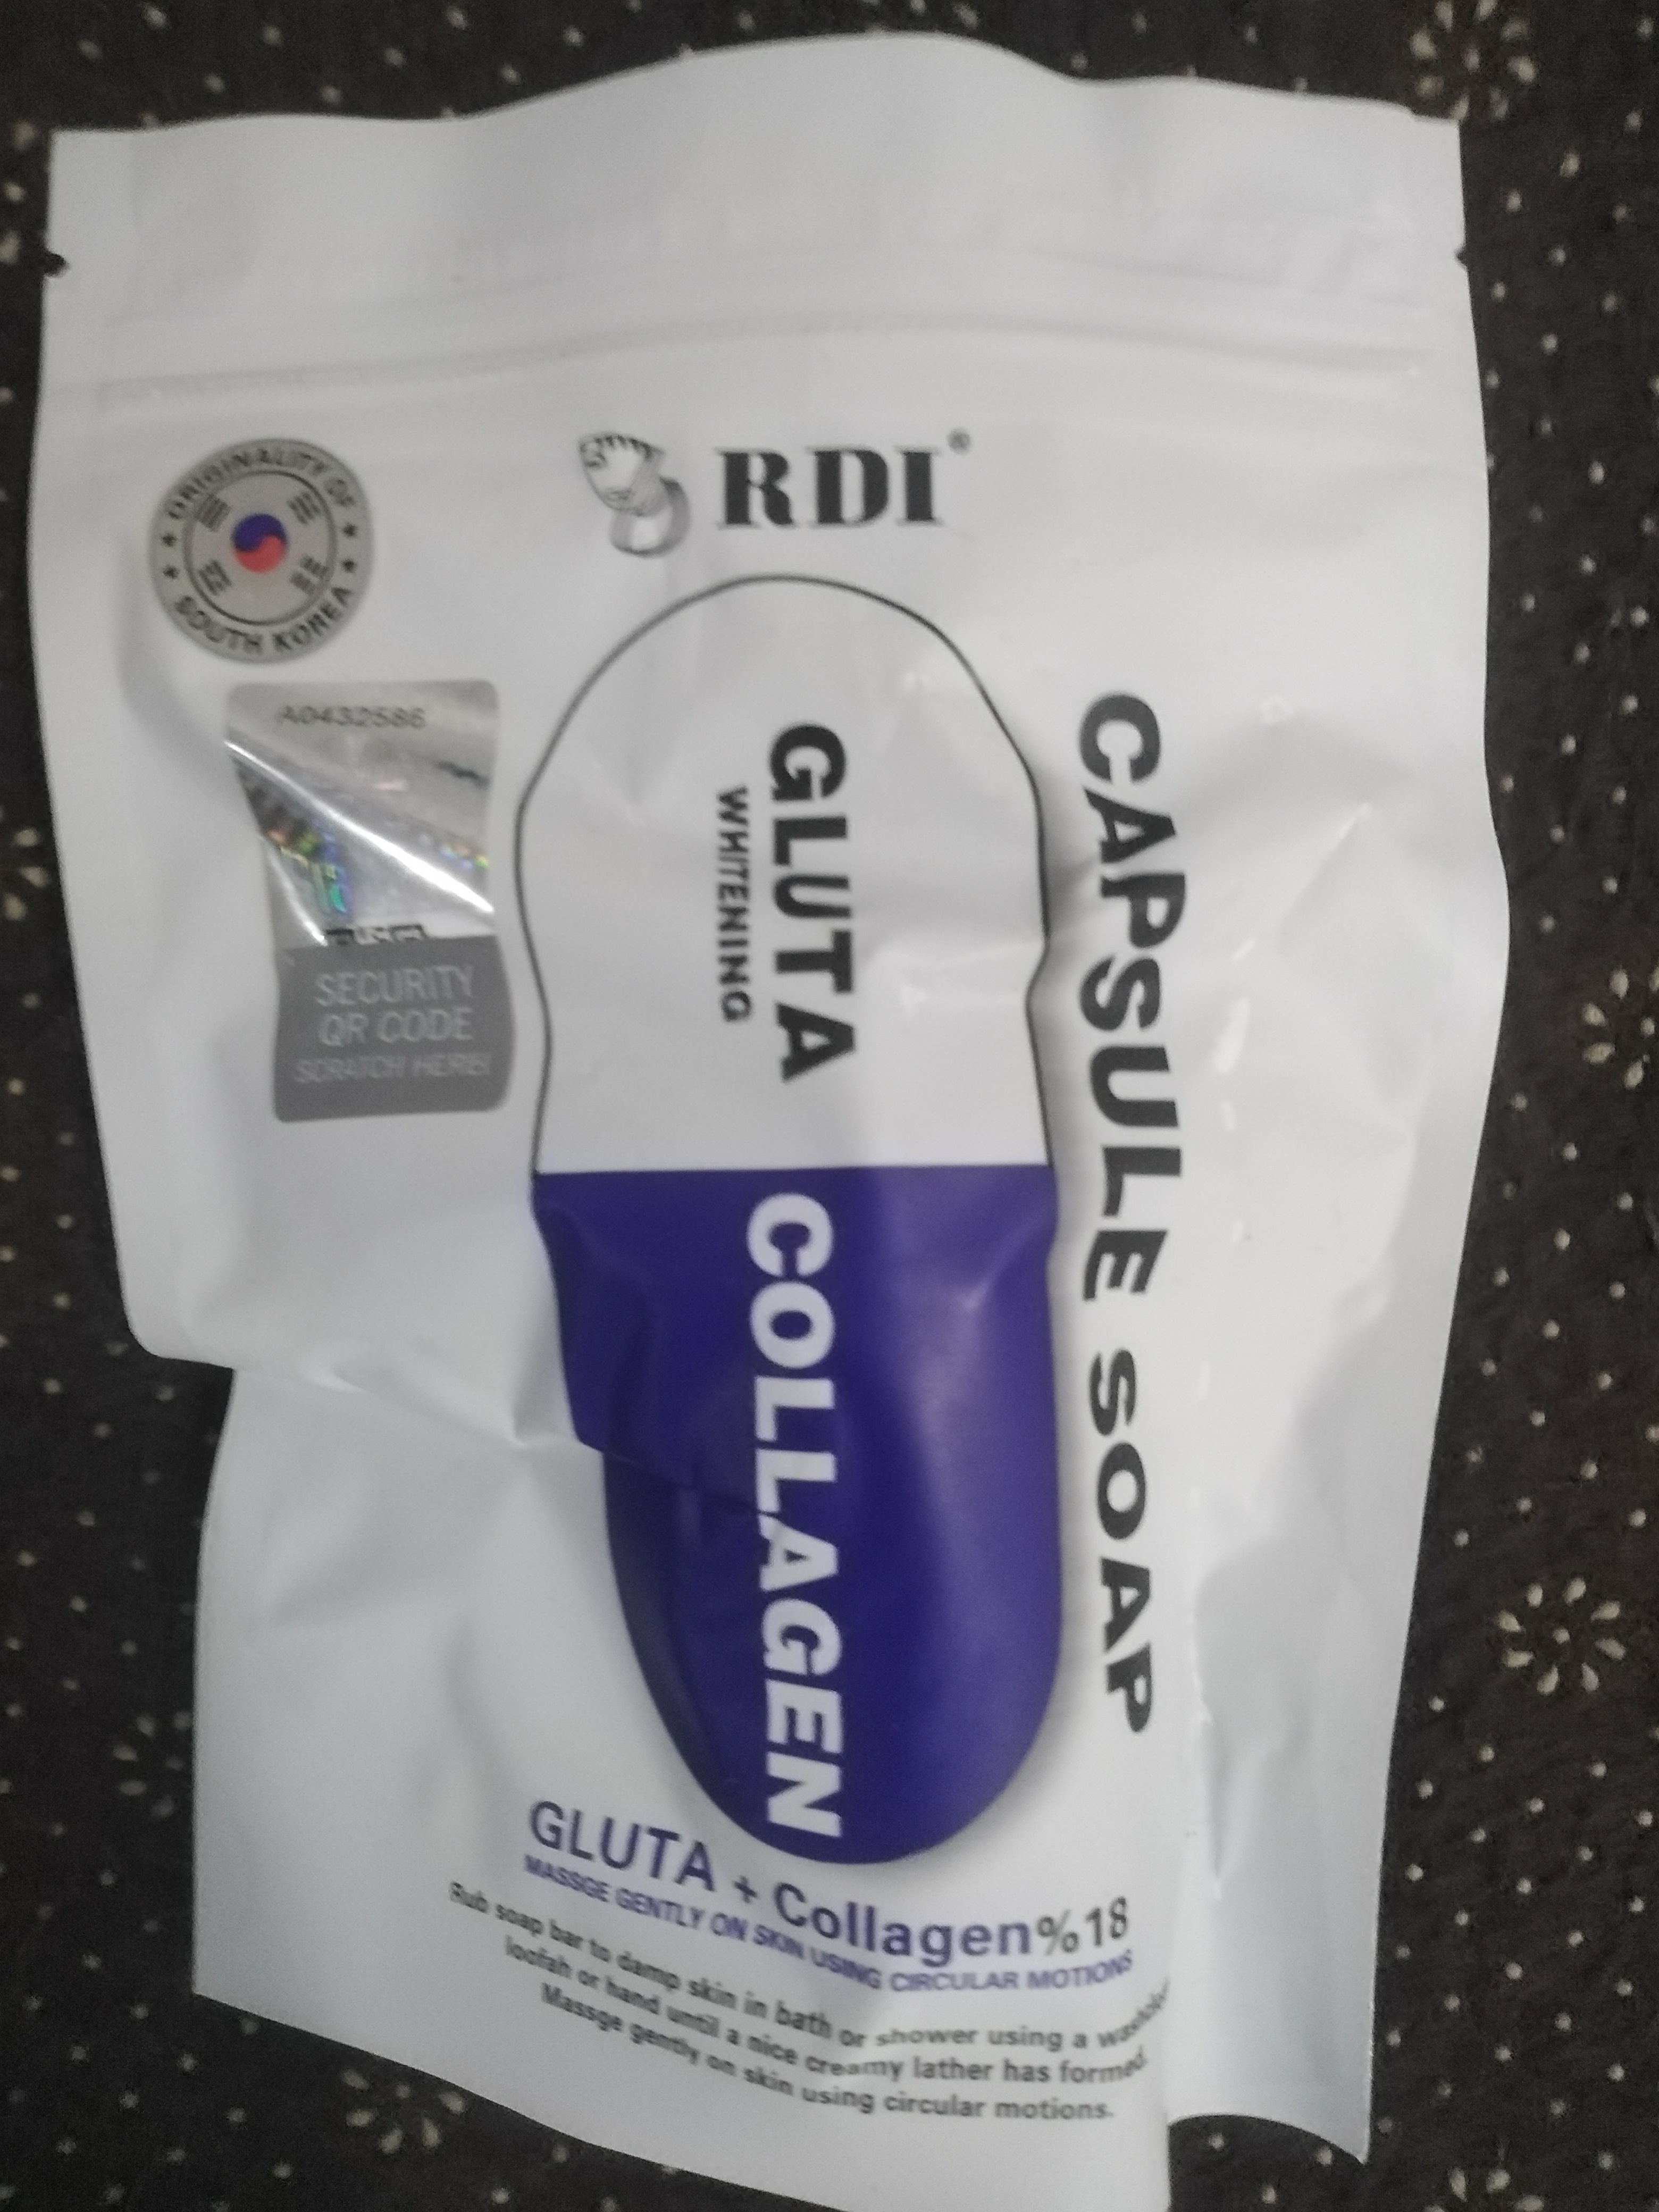 RDI®
ORIGINALITY OF
SOUTH KOREA
A0432586
SECURITY
QR CODE
SCRATCH HERE!
GLUTA
WHITENING
COLLAGEN
CAPSULE SOAP
GLUTA + Collagen%18
MASSGE GENTLY ON SKIN USING CIRCULAR MOTIONS
Rub soap bar to damp skin in bath or shower using a
loofah or hand until a nice creamy lather has formed.
Massge gently on skin using circular motions.